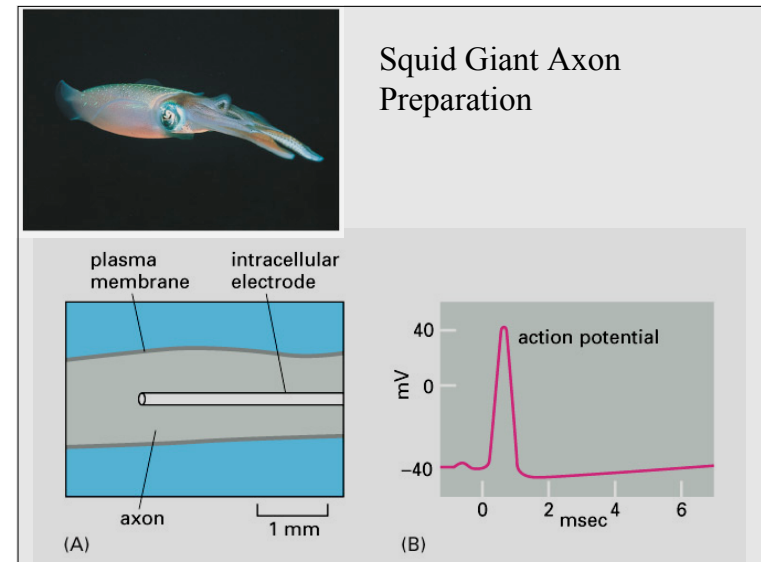 Squid Giant Axon
Preparation
plasma
membrane
intracellular
electrode
axon
1 mm
(A)
40
0
–40
mV
action potential
0 2 4 6
msec
(B)